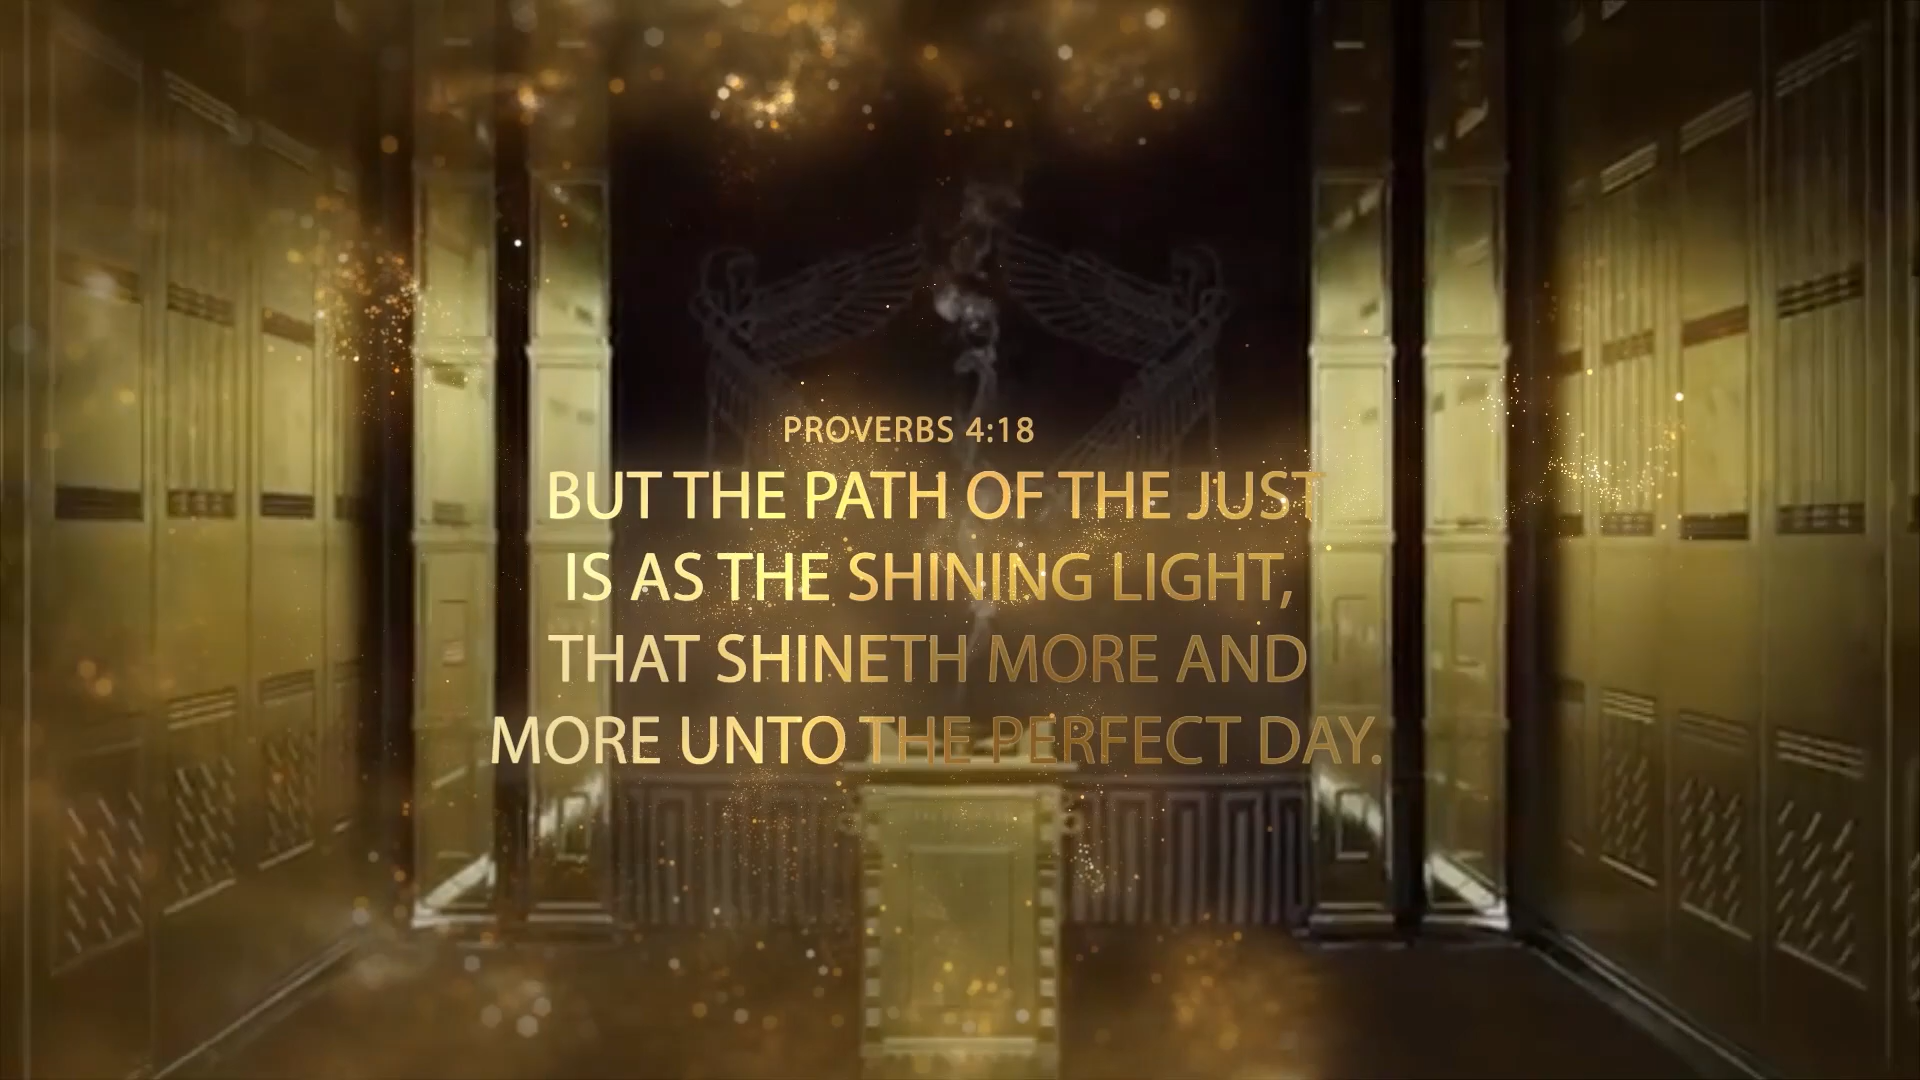 PROVERBS 4:18
BUT THE PATH OF THE JUST
IS AS THE SHINING LIGHT,
THAT SHINETH MORE AND
MORE UNTO THE PERFECT DAY.